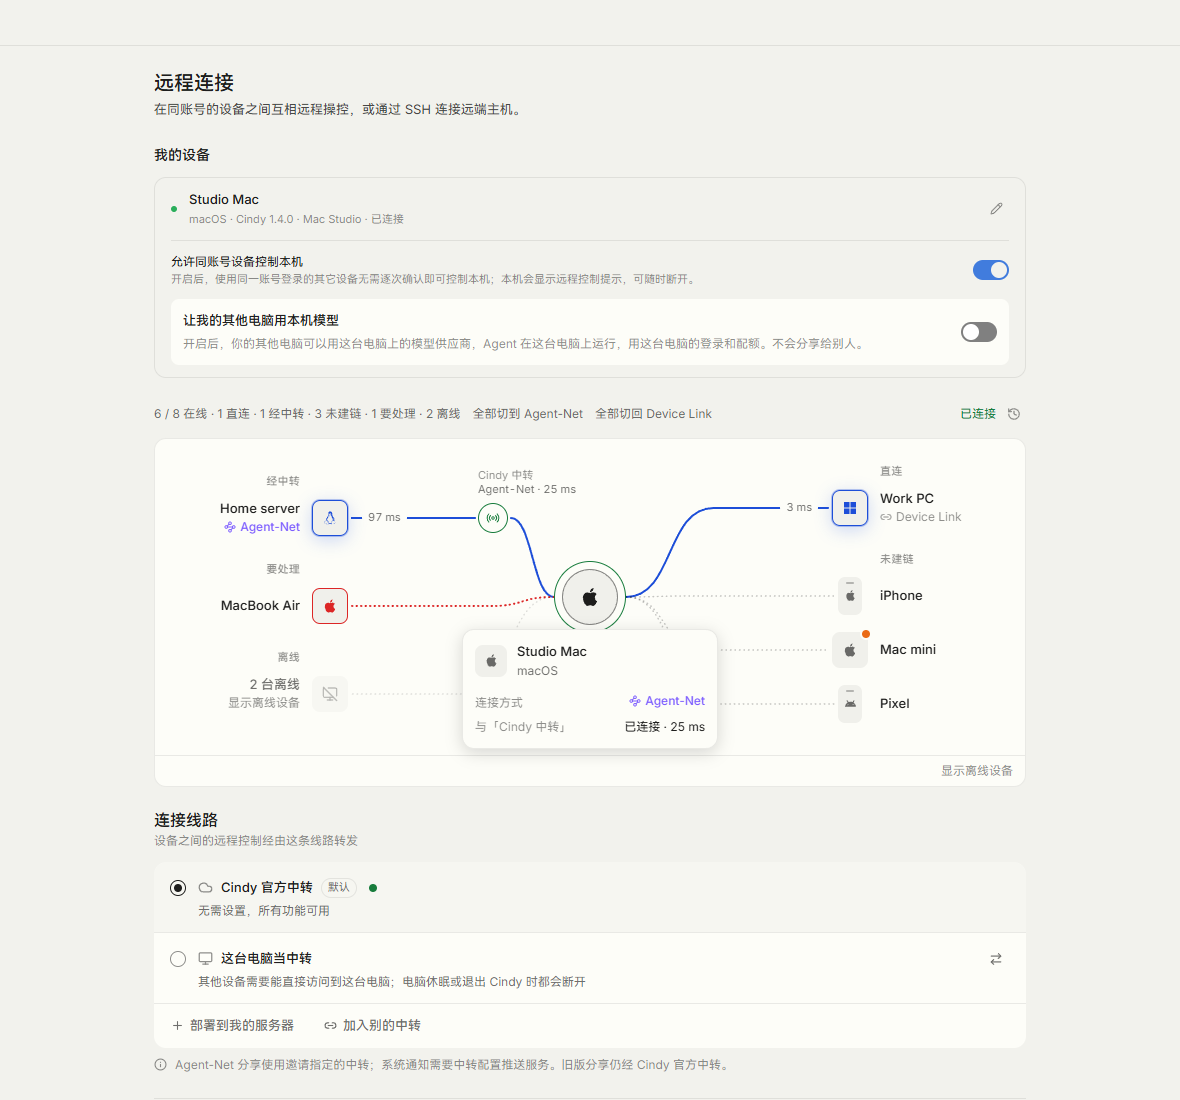 远程连接
在同账号的设备之间互相远程操控，或通过 SSH 连接远端主机。
我的设备
Studio Mac
macOS · Cindy 1.4.0 · Mac Studio · 已连接
允许同账号设备控制本机
开启后，使用同一账号登录的其它设备无需逐次确认即可控制本机；本机会显示远程控制提示，可随时断开。
让我的其他电脑用本机模型
开启后，你的其他电脑可以用这台电脑上的模型供应商，Agent 在这台电脑上运行，用这台电脑的登录和配额。不会分享给别人。
6 / 8 在线 · 1 直连 · 1 经中转 · 3 未建链 · 1 要处理 · 2 离线 全部切到 Agent-Net 全部切回 Device Link 已连接
经中转
Home server
Agent-Net
97 ms
Cindy 中转
Agent-Net · 25 ms
直连
Work PC
Device Link
3 ms
要处理
MacBook Air
未建链
iPhone
Mac mini
Pixel
离线
2 台离线
显示离线设备
Studio Mac
macOS
连接方式 Agent-Net
与「Cindy 中转」 已连接 · 25 ms
显示离线设备
连接线路
设备之间的远程控制经由这条线路转发
Cindy 官方中转 默认
无需设置，所有功能可用
这台电脑当中转
其他设备需要能直接访问到这台电脑；电脑休眠或退出 Cindy 时都会断开
部署到我的服务器 加入别的中转
Agent-Net 分享使用邀请指定的中转；系统通知需要中转配置推送服务。旧版分享仍经 Cindy 官方中转。